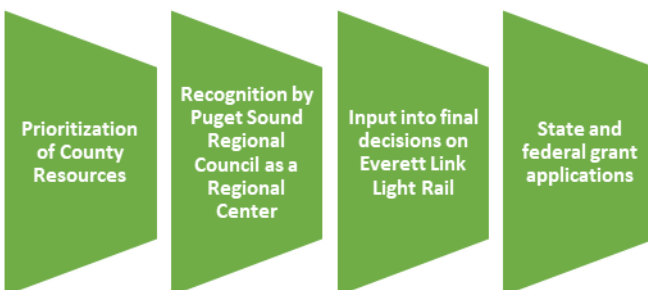 Prioritization
of County
Resources
Recognition by
Puget Sound
Regional
Council as a
Regional
Center
Input into final
decisions on
Everett Link
Light Rail
State and
federal grant
applications